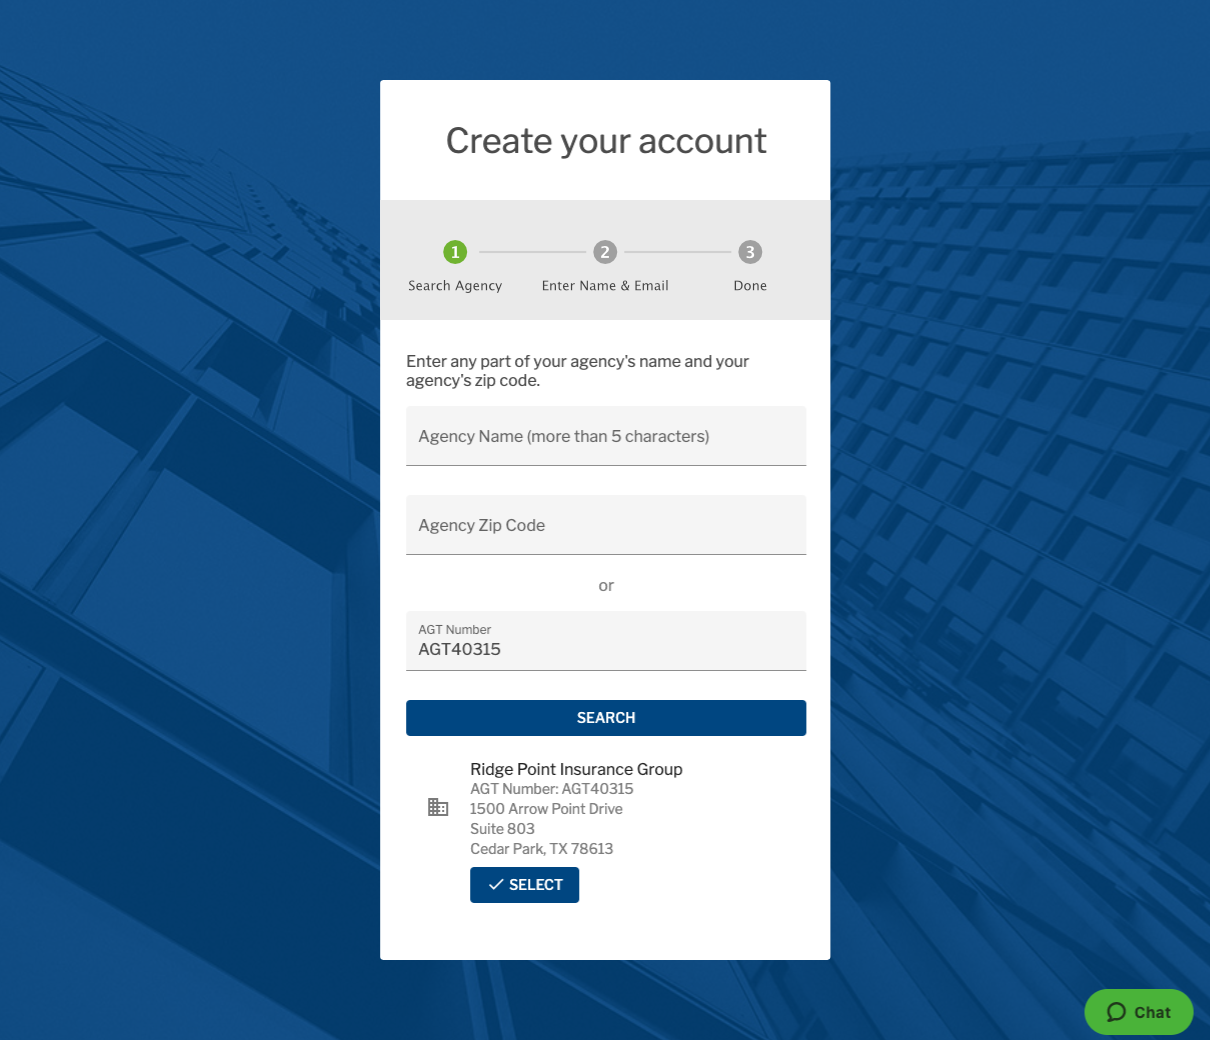 Create your account
1
2
3
Search Agency
Enter Name & Email
Done
Enter any part of your agency's name and your
agency's zip code.
Agency Name (more than 5 characters)
Agency Zip Code
or
AGT Number
AGT40315
SEARCH
Ridge Point Insurance Group
AGT Number: AGT40315
1500 Arrow Point Drive
Suite 803
Cedar Park, TX 78613
SELECT
Chat